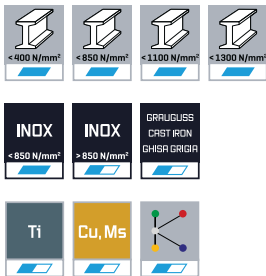 <400 N/mm²
<850 N/mm²
<1100 N/mm²
<1300 N/mm²
INOX
<850 N/mm²
INOX
>850 N/mm²
GRAUGUSS
CAST IRON
GHISA GRIGIA
Ti
Cu, Ms